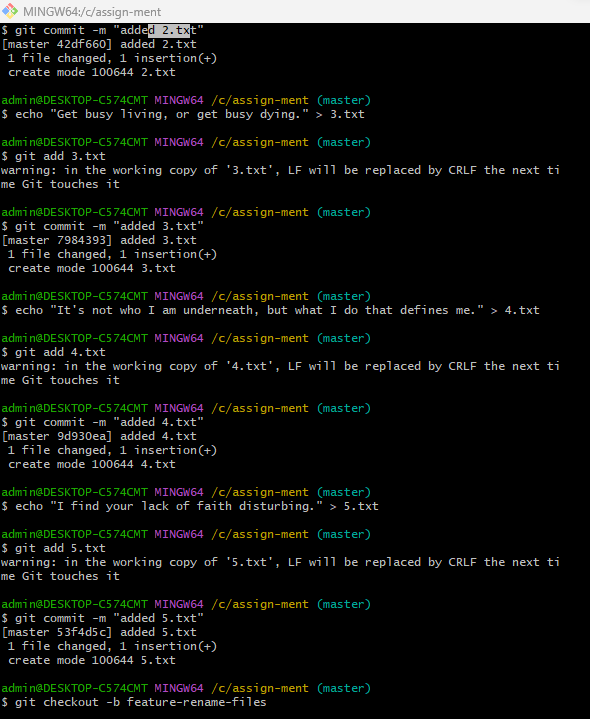 MINGW64:/c/assign-ment
$ git commit -m "added 2.txt"
[master 42df660] added 2.txt
 1 file changed, 1 insertion(+)
 create mode 100644 2.txt

admin@DESKTOP-C574CMT MINGW64 /c/assign-ment (master)
$ echo "Get busy living, or get busy dying." > 3.txt

admin@DESKTOP-C574CMT MINGW64 /c/assign-ment (master)
$ git add 3.txt
warning: in the working copy of '3.txt', LF will be replaced by CRLF the next ti
me Git touches it

admin@DESKTOP-C574CMT MINGW64 /c/assign-ment (master)
$ git commit -m "added 3.txt"
[master 7984393] added 3.txt
 1 file changed, 1 insertion(+)
 create mode 100644 3.txt

admin@DESKTOP-C574CMT MINGW64 /c/assign-ment (master)
$ echo "It's not who I am underneath, but what I do that defines me." > 4.txt

admin@DESKTOP-C574CMT MINGW64 /c/assign-ment (master)
$ git add 4.txt
warning: in the working copy of '4.txt', LF will be replaced by CRLF the next ti
me Git touches it

admin@DESKTOP-C574CMT MINGW64 /c/assign-ment (master)
$ git commit -m "added 4.txt"
[master 9d930ea] added 4.txt
 1 file changed, 1 insertion(+)
 create mode 100644 4.txt

admin@DESKTOP-C574CMT MINGW64 /c/assign-ment (master)
$ echo "I find your lack of faith disturbing." > 5.txt

admin@DESKTOP-C574CMT MINGW64 /c/assign-ment (master)
$ git add 5.txt
warning: in the working copy of '5.txt', LF will be replaced by CRLF the next ti
me Git touches it

admin@DESKTOP-C574CMT MINGW64 /c/assign-ment (master)
$ git commit -m "added 5.txt"
[master 53f4d5c] added 5.txt
 1 file changed, 1 insertion(+)
 create mode 100644 5.txt

admin@DESKTOP-C574CMT MINGW64 /c/assign-ment (master)
$ git checkout -b feature-rename-files